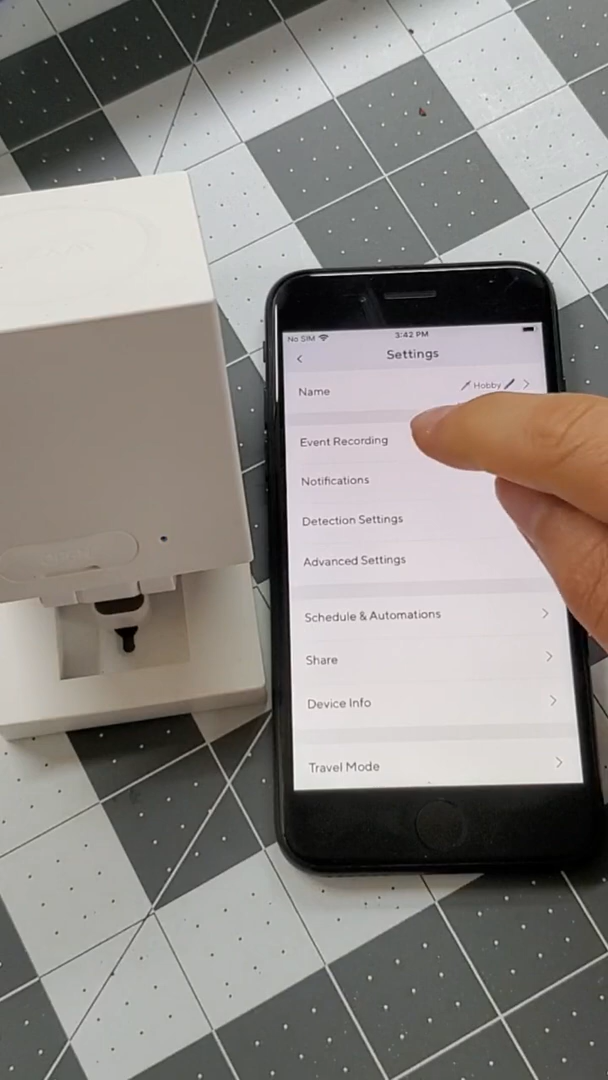 No SIM 3:42 PM
Settings
Name Hobby
Event Recording
Notifications
Detection Settings
Advanced Settings
Schedule & Automations
Share
Device Info
Travel Mode